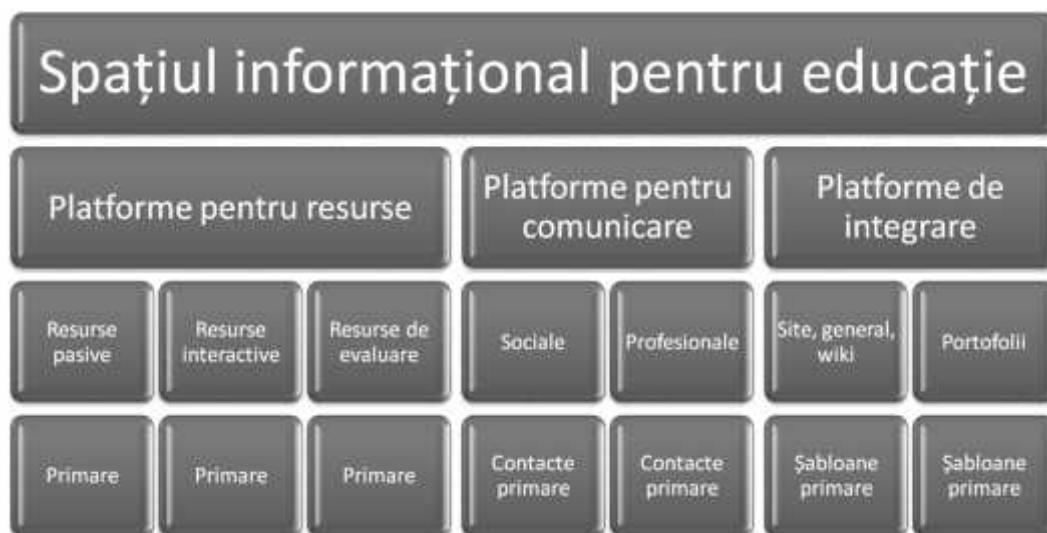 Spațiul informațional pentru educație
Platforme pentru resurse
Platforme pentru
comunicare
Platforme de
integrare
Resurse
pasive
Resurse
interactive
Resurse de
evaluare
Sociale
Profesionale
Site, general,
wiki
Portofolii
Primare
Primare
Primare
Contacte
primare
Contacte
primare
Șabloane
primare
Șabloane
primare